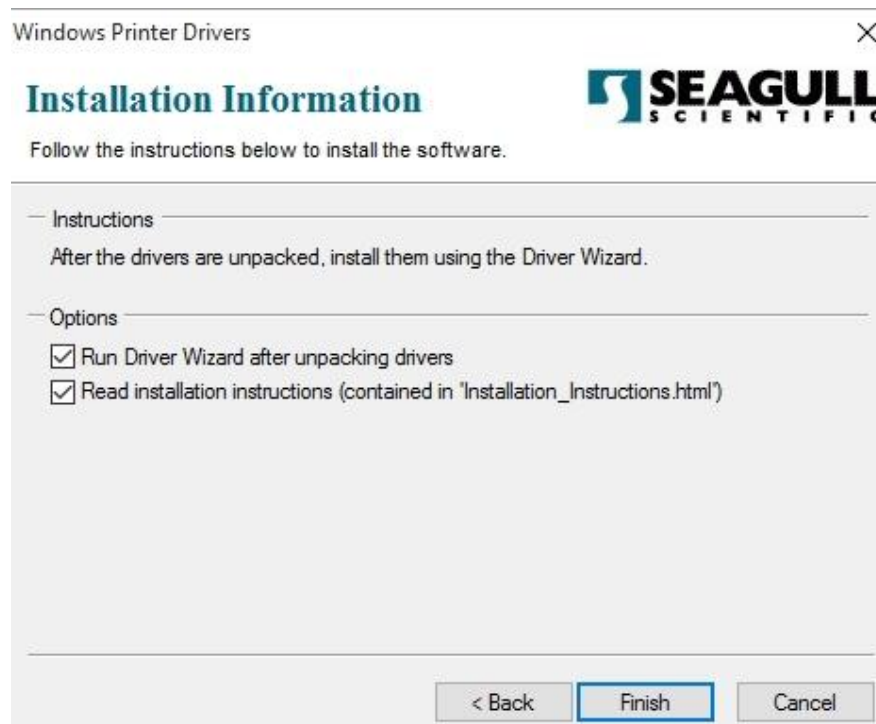 Windows Printer Drivers
Installation Information
SEAGULL
SCIENTIFIC
Follow the instructions below to install the software.
Instructions
After the drivers are unpacked, install them using the Driver Wizard.
Options
Run Driver Wizard after unpacking drivers
Read installation instructions (contained in 'Installation_Instructions.html')
< Back
Finish
Cancel